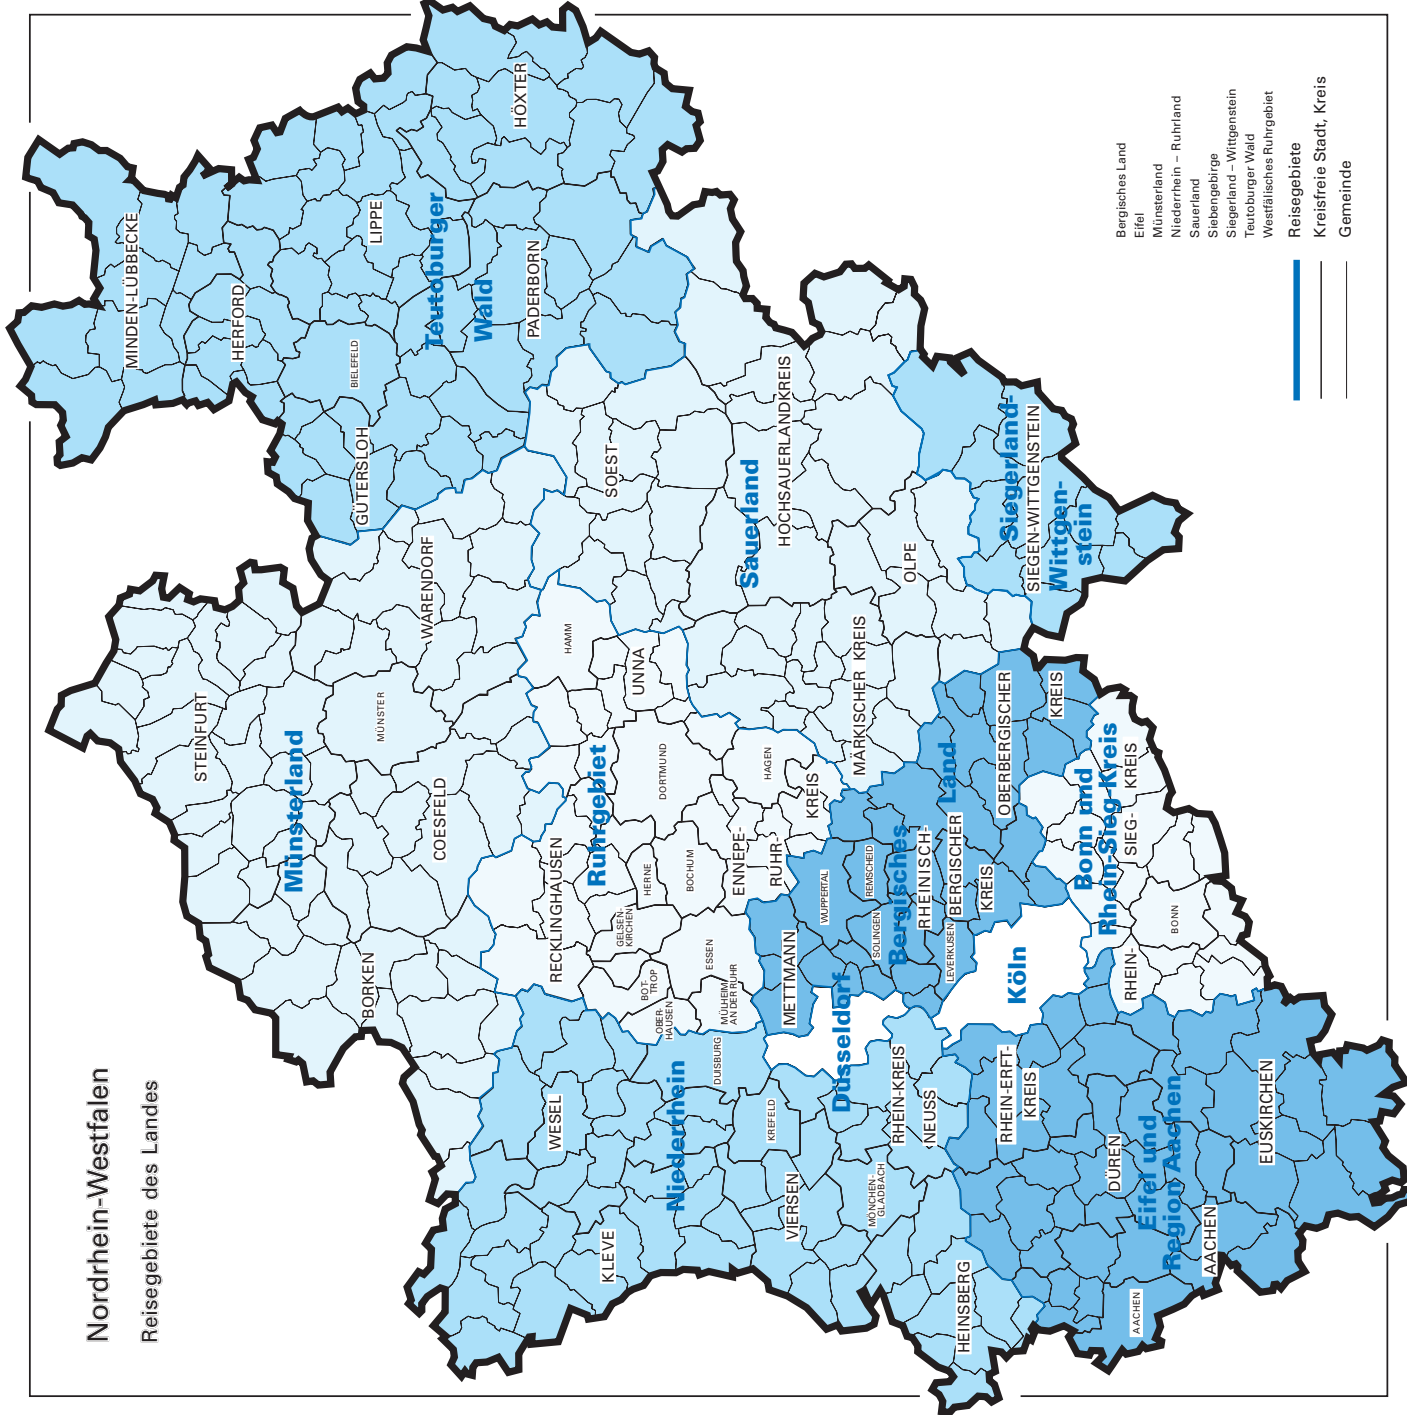 Nordrhein-Westfalen
Reisegebiete des Landes
MINDEN-LÜBBECKE
HERFORD
BIELEFELD
GÜTERSLOH
LIPPE
Teutoburger
Wald
HÖXTER
PADERBORN
STEINFURT
Münsterland
MÜNSTER
WARENDORF
COESFELD
BORKEN
RECKLINGHAUSEN
Ruhrgebiet
HAMM
UNNA
DORTMUND
HERNE
BOCHUM
GELSEN-
KIRCHEN
BOT-
TROP
OBER-
HAUSEN
ESSEN
MÜLHEIM/
AN DER RUHR
ENNEPE-
RUHR-
KREIS
HAGEN
SOEST
Sauerland
HOCHSAUERLANDKREIS
MÄRKISCHER KREIS
OLPE
Siegerland-
SIEGEN-WITTGENSTEIN
Wittgen-
stein
WESEL
KLEVE
Niederrhein
DUISBURG
KREFELD
VIERSEN
MÖNCHEN-
GLADBACH
RHEIN-KREIS
NEUSS
HEINSBERG
Düsseldorf
METTMANN
WUPPERTAL
REMSCHEID
SOLINGEN
Bergisches
Land
RHEINISCH-
BERGISCHER
KREIS
LEVERKUSEN
OBERBERGISCHER
KREIS
Köln
Bonn und
Rhein-Sieg-Kreis
RHEIN-
SIEG-
KREIS
BONN
RHEIN-ERFT-
KREIS
DÜREN
Eifel und
Region Aachen
AACHEN
AACHEN
EUSKIRCHEN
Bergisches Land
Eifel
Münsterland
Niederrhein – Ruhrland
Sauerland
Siebengebirge
Siegerland – Wittgenstein
Teutoburger Wald
Westfälisches Ruhrgebiet
Reisegebiete
Kreisfreie Stadt, Kreis
Gemeinde